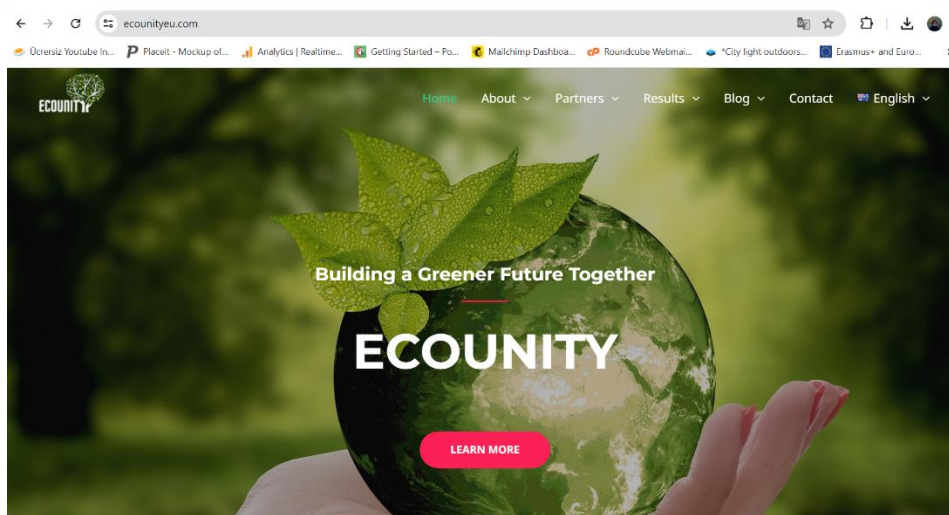 ecounityeu.com
Ücrersiz Youtube In... Placeit - Mockup of... Analytics | Realtime... Getting Started – Po... Mailchimp Dashboa... Roundcube Webmai... *City light outdoors... Erasmus+ and Euro...
ECOUNITY Home About Partners Results Blog Contact English
Building a Greener Future Together
ECOUNITY
LEARN MORE